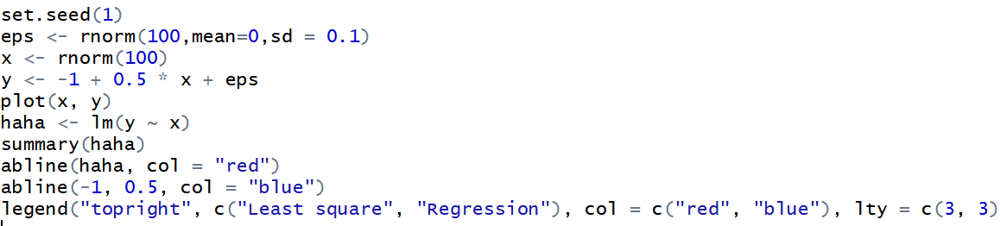 set.seed(1)
eps <- rnorm(100,mean=0,sd = 0.1)
x <- rnorm(100)
y <- -1 + 0.5 * x + eps
plot(x, y)
haha <- lm(y ~ x)
summary(haha)
abline(haha, col = "red")
abline(-1, 0.5, col = "blue")
legend("topright", c("Least square", "Regression"), col = c("red", "blue"), lty = c(3, 3)